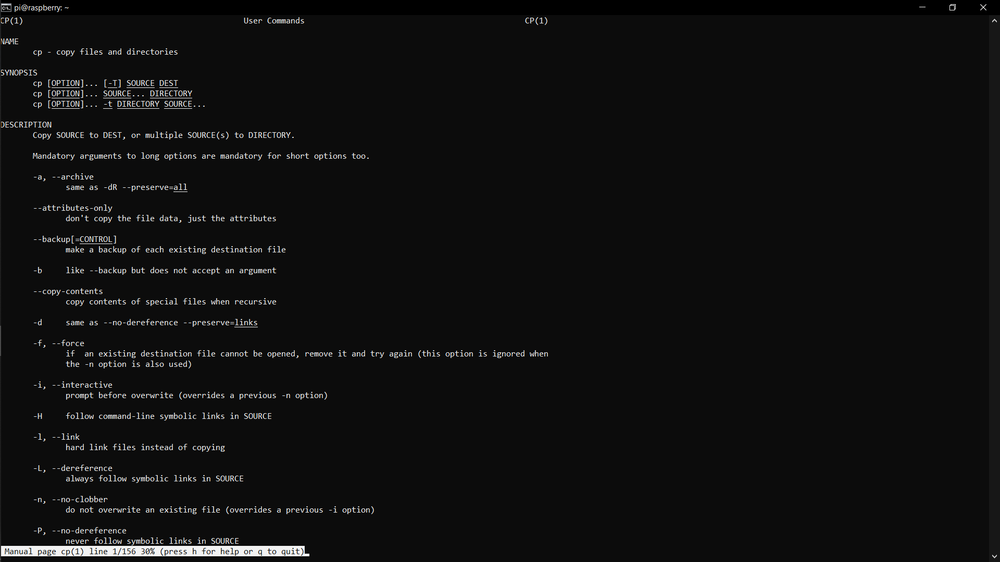 pi@raspberry: ~
CP(1) User Commands CP(1)
NAME
cp - copy files and directories
SYNOPSIS
cp [OPTION]... [-T] SOURCE DEST
cp [OPTION]... SOURCE... DIRECTORY
cp [OPTION]... -t DIRECTORY SOURCE...
DESCRIPTION
Copy SOURCE to DEST, or multiple SOURCE(s) to DIRECTORY.
Mandatory arguments to long options are mandatory for short options too.
-a, --archive
same as -dR --preserve=all
--attributes-only
don't copy the file data, just the attributes
--backup[=CONTROL]
make a backup of each existing destination file
-b like --backup but does not accept an argument
--copy-contents
copy contents of special files when recursive
-d same as --no-dereference --preserve=links
-f, --force
if  an existing destination file cannot be opened, remove it and try again (this option is ignored when
the -n option is also used)
-i, --interactive
prompt before overwrite (overrides a previous -n option)
-H follow command-line symbolic links in SOURCE
-l, --link
hard link files instead of copying
-L, --dereference
always follow symbolic links in SOURCE
-n, --no-clobber
do not overwrite an existing file (overrides a previous -i option)
-P, --no-dereference
never follow symbolic links in SOURCE
Manual page cp(1) line 1/156 30% (press h for help or q to quit)